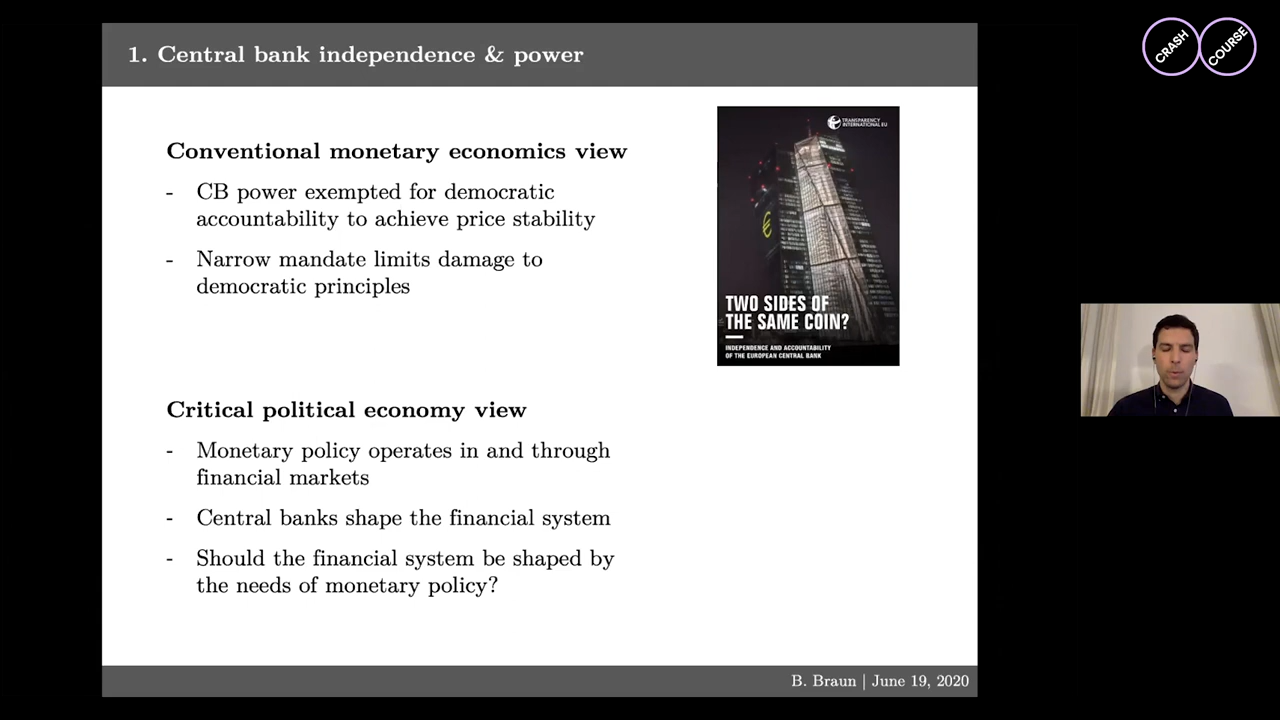 1. Central bank independence & power
CRASH
COURSE
Conventional monetary economics view
- CB power exempted for democratic
accountability to achieve price stability
- Narrow mandate limits damage to
democratic principles
TRANSPARENCY
INTERNATIONAL EU
€
TWO SIDES OF
THE SAME COIN?
INDEPENDENCE AND ACCOUNTABILITY
OF THE EUROPEAN CENTRAL BANK
Critical political economy view
- Monetary policy operates in and through
financial markets
- Central banks shape the financial system
- Should the financial system be shaped by
the needs of monetary policy?
B. Braun | June 19, 2020